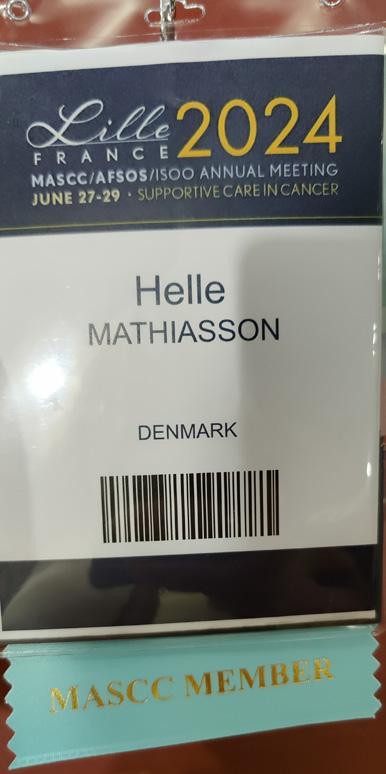 Lille 2024
FRANCE
MASCC/AFSOS/ISOO ANNUAL MEETING
JUNE 27-29 · SUPPORTIVE CARE IN CANCER
Helle
MATHIASSON
DENMARK
MASCC MEMBER